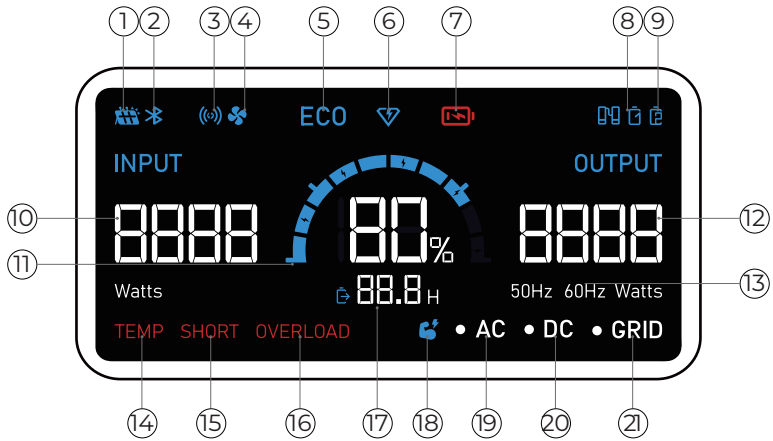 1 2 3 4 5 6 7 8 9
ECO
INPUT OUTPUT
10 8888 80% 8888 12
11 13
Watts 88.8 H 50Hz 60Hz Watts
TEMP SHORT OVERLOAD AC DC GRID
14 15 16 17 18 19 20 21